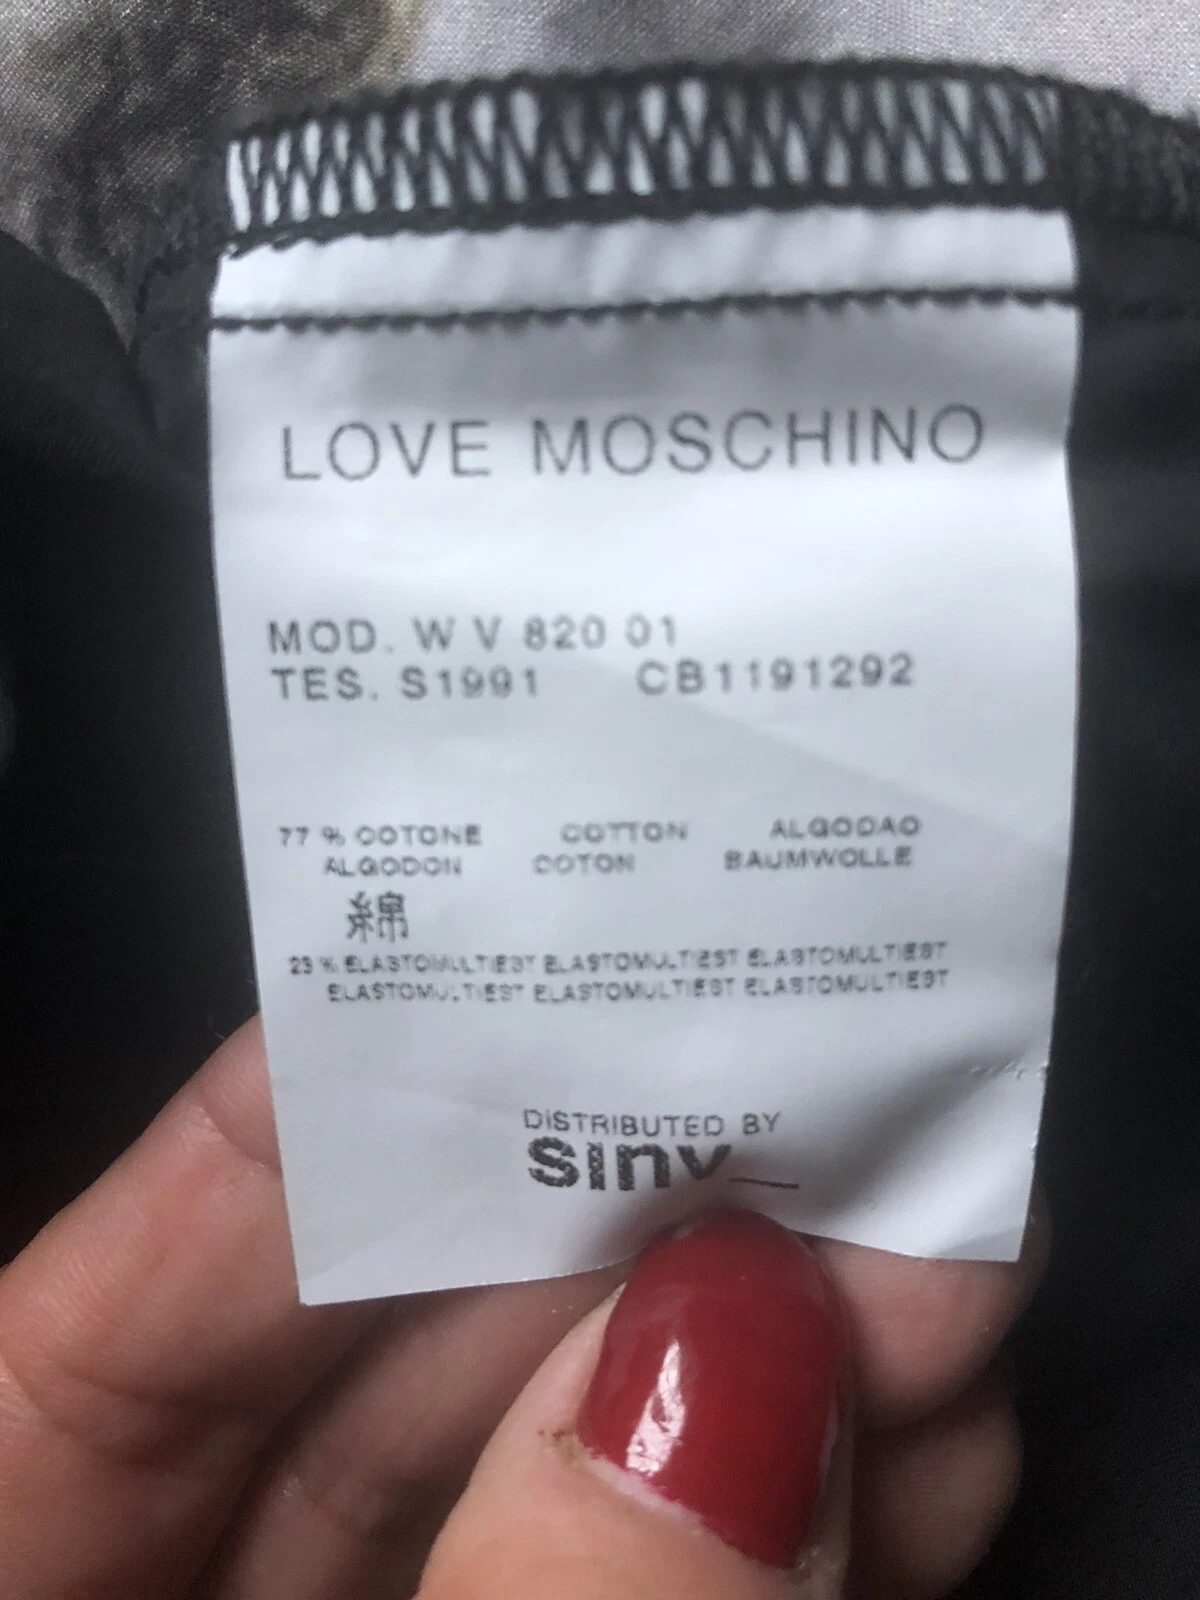 LOVE MOSCHINO
MOD. W V 820 01
TES. S1991 CB1191292
77 % COTONE COTTON ALGODAO
ALGODON COTON BAUMWOLLE
綿
23 % ELASTOMULTIEST ELASTOMULTIEST ELASTOMULTIEST
ELASTOMULTIEST ELASTOMULTIEST ELASTOMULTIEST
DISTRIBUTED BY
sinv_